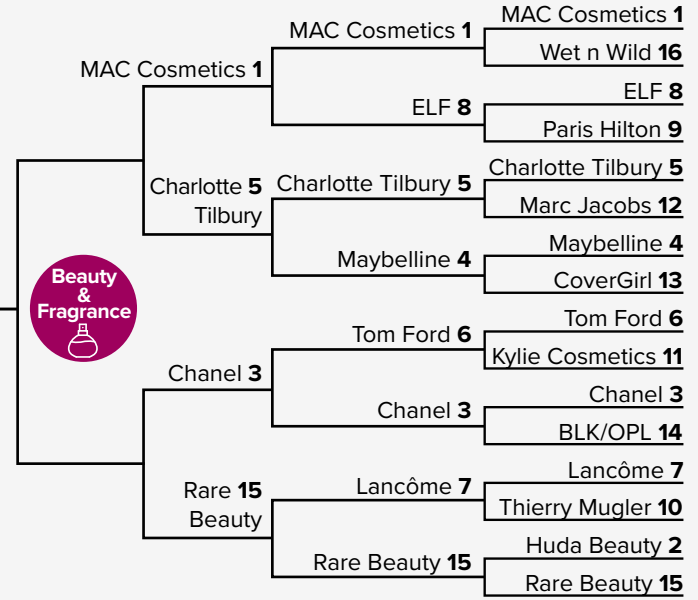 MAC Cosmetics 1
MAC Cosmetics 1
Wet n Wild 16
MAC Cosmetics 1
ELF 8
ELF 8
Paris Hilton 9
Charlotte Tilbury 5
Charlotte 5
Tilbury
Charlotte Tilbury 5
Marc Jacobs 12
Maybelline 4
Maybelline 4
CoverGirl 13
Beauty
&
Fragrance
Tom Ford 6
Tom Ford 6
Kylie Cosmetics 11
Chanel 3
Chanel 3
Chanel 3
BLK/OPL 14
Lancôme 7
Rare 15
Beauty
Lancôme 7
Thierry Mugler 10
Huda Beauty 2
Rare Beauty 15
Rare Beauty 15